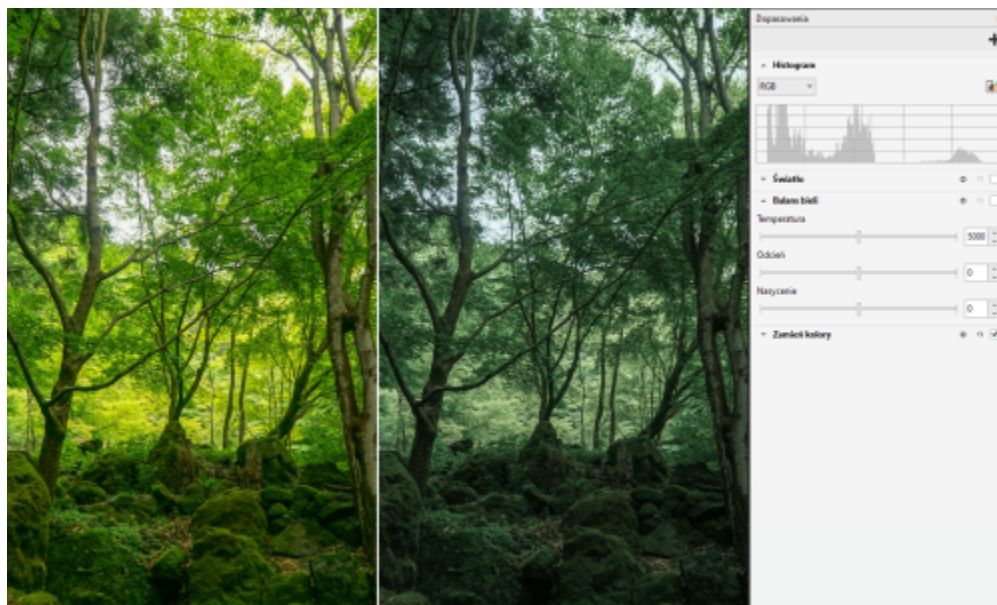 Dopasowania
Histogram
RGB
Światło
Balans bieli
Temperatura
5000
Odcień
0
Nasycenie
0
Zamień kolory